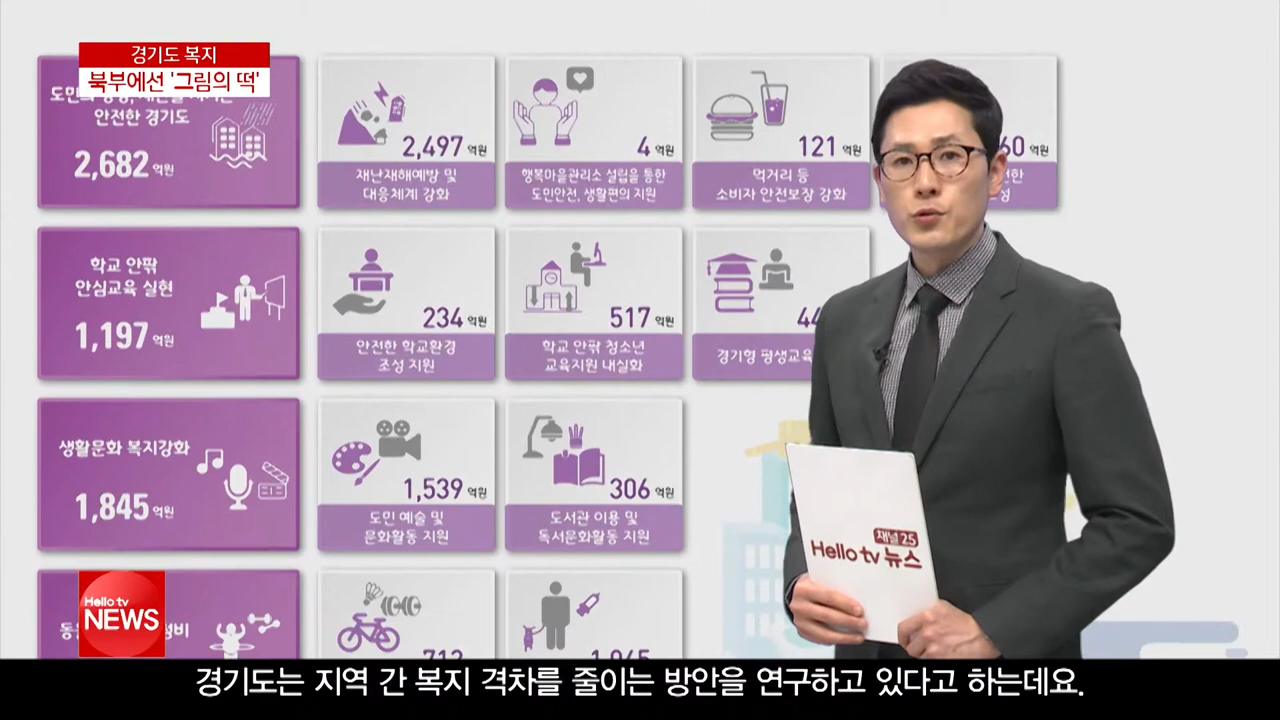 경기도 복지
북부에선 '그림의 떡'
안전한 경기도
2,682 억원
2,497 억원
재난재해예방 및
대응체계 강화
4 억원
행복마을관리소 설립을 통한
도민안전, 생활편의 지원
121 억원
먹거리 등
소비자 안전보장 강화
60 억원
학교 안팎
안심교육 실현
1,197 억원
234 억원
안전한 학교환경
조성 지원
517 억원
학교 안팎 청소년
교육지원 내실화
44
경기형 평생교육
생활문화 복지강화
1,845 억원
1,539 억원
도민 예술 및
문화활동 지원
306 억원
도서관 이용 및
독서문화활동 지원
채널 25
Hello tv 뉴스
Hello tv
NEWS
경기도는 지역 간 복지 격차를 줄이는 방안을 연구하고 있다고 하는데요.